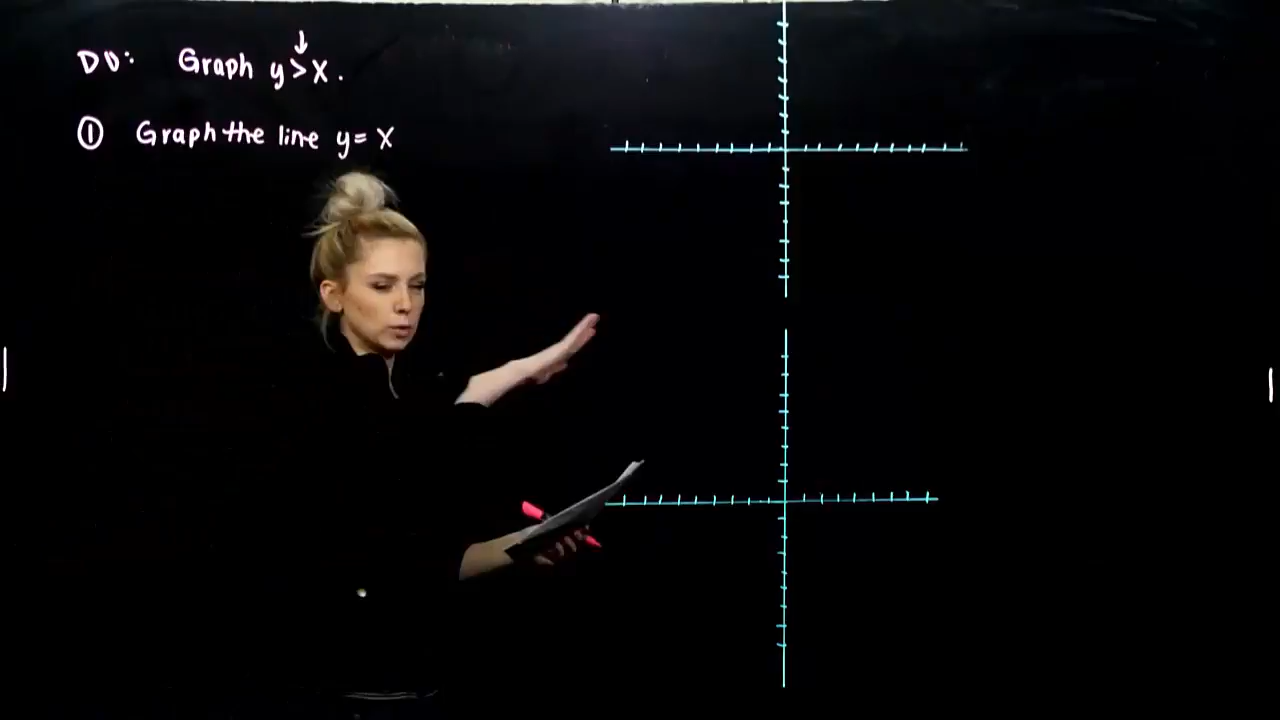 DO: Graph y > x.
① Graph the line y = x